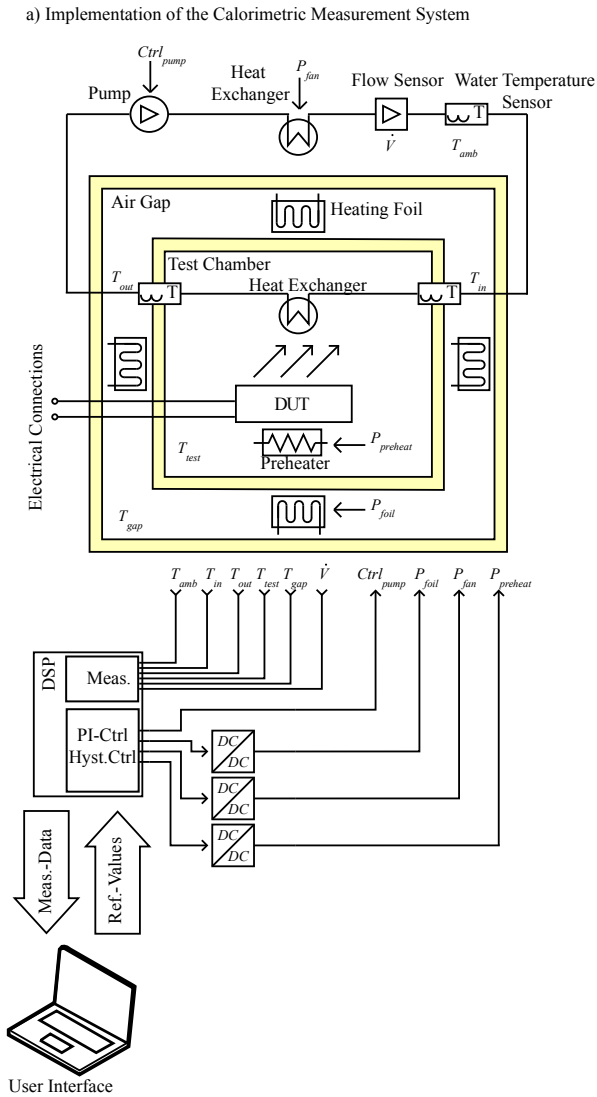 a) Implementation of the Calorimetric Measurement System
Ctrl_pump
Pump
Heat
Exchanger
P_fan
Flow Sensor
V̇
Water Temperature
Sensor
T
T_amb
Air Gap
Heating Foil
Test Chamber
T_out
T
Heat Exchanger
T
T_in
Electrical Connections
DUT
Preheater
P_preheat
T_test
P_foil
T_gap
T_amb T_in T_out T_test T_gap V̇ Ctrl_pump P_foil P_fan P_preheat
DSP
Meas.
PI-Ctrl
Hyst.Ctrl
DC
DC
DC
DC
DC
DC
Meas.-Data
Ref.-Values
User Interface